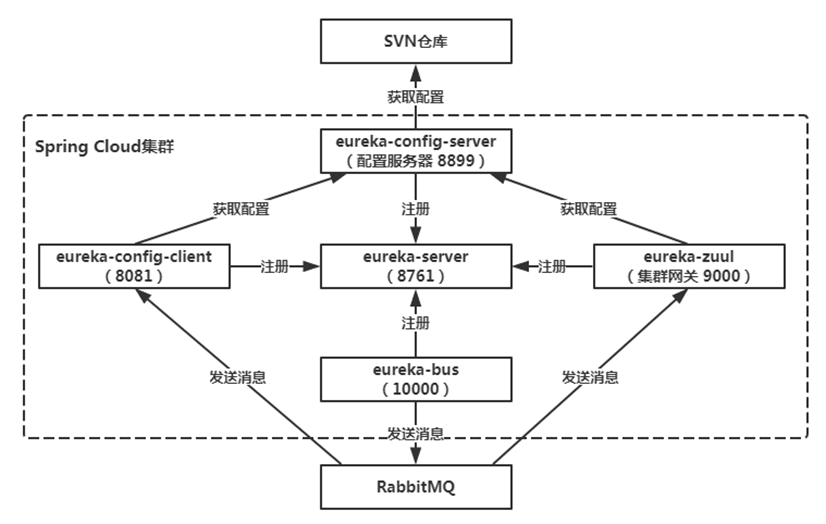 SVN仓库
获取配置
Spring Cloud集群
eureka-config-server
（配置服务器 8899）
获取配置
注册
获取配置
eureka-config-client
（8081）
注册
eureka-server
（8761）
注册
eureka-zuul
（集群网关 9000）
注册
发送消息
eureka-bus
（10000）
发送消息
发送消息
RabbitMQ